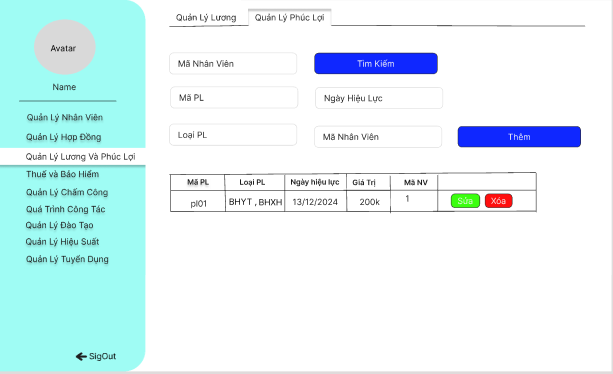 Avatar
Name
Quản Lý Nhân Viên
Quản Lý Hợp Đồng
Quản Lý Lương Và Phúc Lợi
Thuế và Bảo Hiểm
Quản Lý Chấm Công
Quá Trình Công Tác
Quản Lý Đào Tạo
Quản Lý Hiệu Suất
Quản Lý Tuyển Dụng
SigOut
Quản Lý Lương Quản Lý Phúc Lợi
Mã Nhân Viên Tìm Kiếm
Mã PL Ngày Hiệu Lực
Loại PL Mã Nhân Viên Thêm
Mã PL Loại PL Ngày hiệu lực Giá Trị Mã NV
pl01 BHYT , BHXH 13/12/2024 200k 1 Sửa Xóa